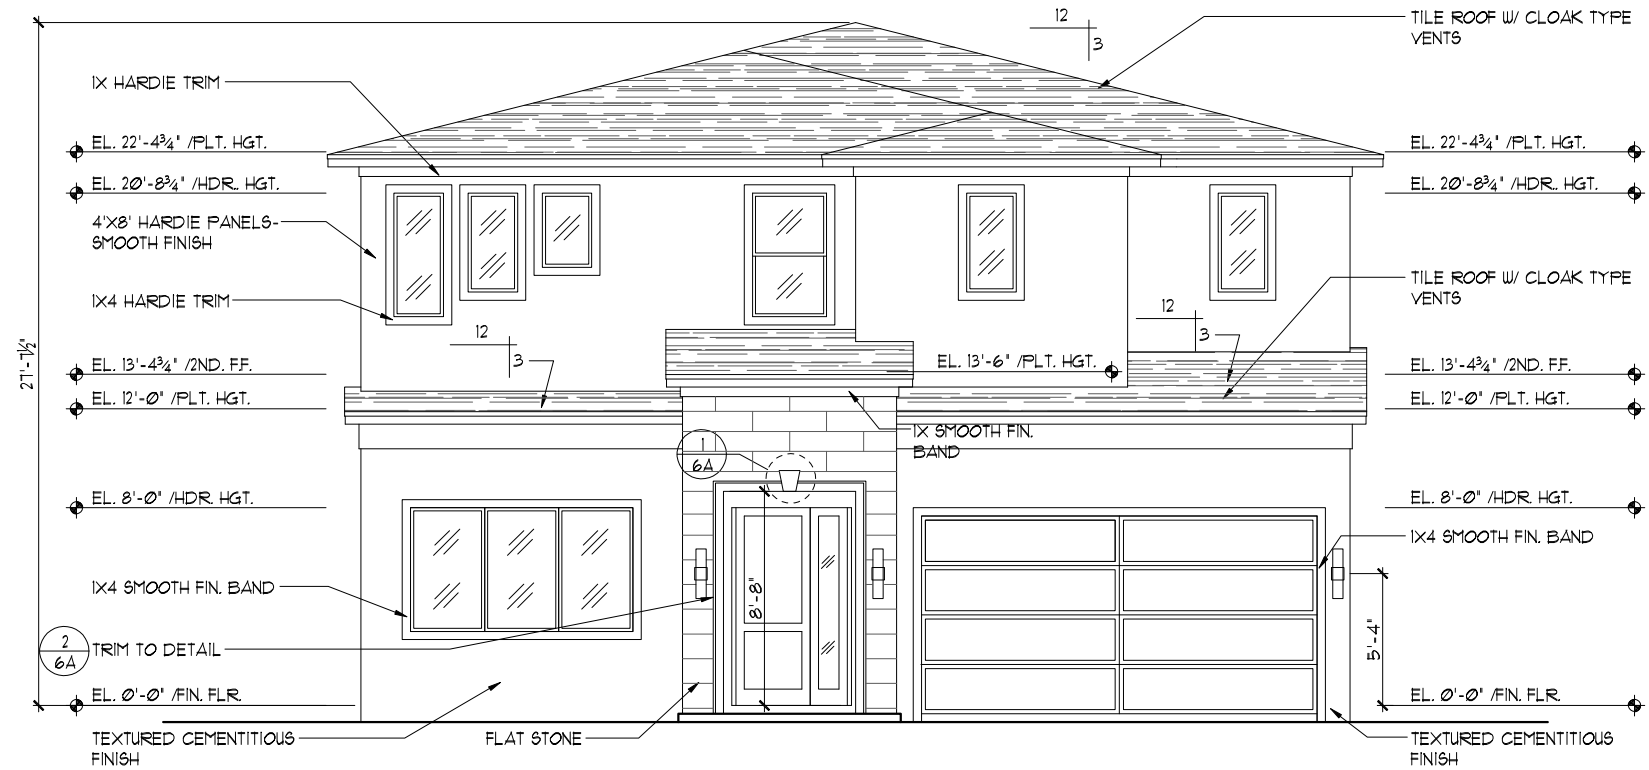 12
3
TILE ROOF W/ CLOAK TYPE
VENTS
1X HARDIE TRIM
EL. 22'-4¾" /PLT. HGT.
EL. 22'-4¾" /PLT. HGT.
EL. 20'-8¾" /HDR.. HGT.
EL. 20'-8¾" /HDR.. HGT.
4'X8' HARDIE PANELS-
SMOOTH FINISH
TILE ROOF W/ CLOAK TYPE
VENTS
1X4 HARDIE TRIM
12
3
12
3
27'-7½"
EL. 13'-4¾" /2ND. F.F.
EL. 13'-6" /PLT. HGT.
EL. 13'-4¾" /2ND. F.F.
EL. 12'-0" /PLT. HGT.
EL. 12'-0" /PLT. HGT.
1X SMOOTH FIN.
BAND
1
6A
EL. 8'-0" /HDR. HGT.
EL. 8'-0" /HDR. HGT.
1X4 SMOOTH FIN. BAND
1X4 SMOOTH FIN. BAND
8'-8"
5'-4"
2
6A
TRIM TO DETAIL
EL. 0'-0" /FIN. FLR.
EL. 0'-0" /FIN. FLR.
TEXTURED CEMENTITIOUS
FINISH
FLAT STONE
TEXTURED CEMENTITIOUS
FINISH